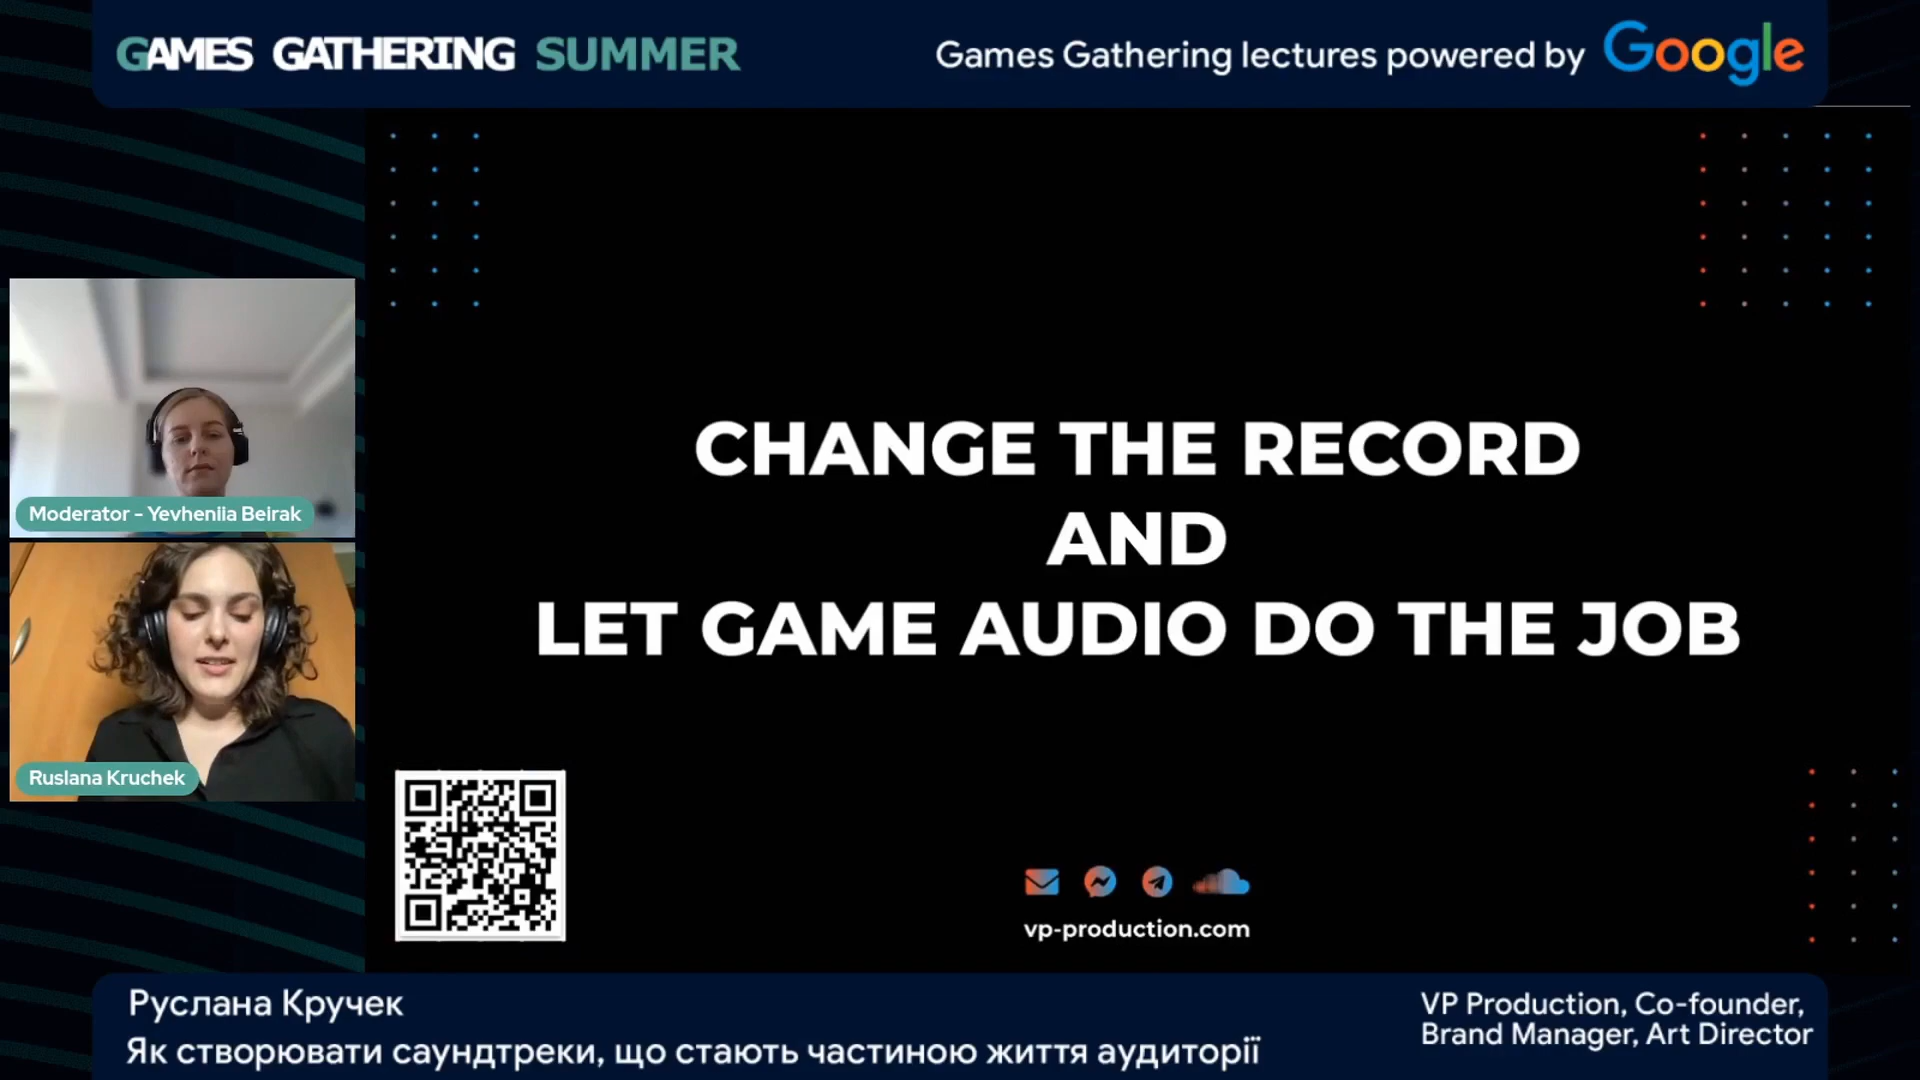 GAMES GATHERING SUMMER
Games Gathering lectures powered by Google
CHANGE THE RECORD
AND
LET GAME AUDIO DO THE JOB
Moderator - Yevheniia Beirak
Ruslana Kruchek
vp-production.com
Руслана Кручек
Як створювати саундтреки, що стають частиною життя аудиторії
VP Production, Co-founder,
Brand Manager, Art Director